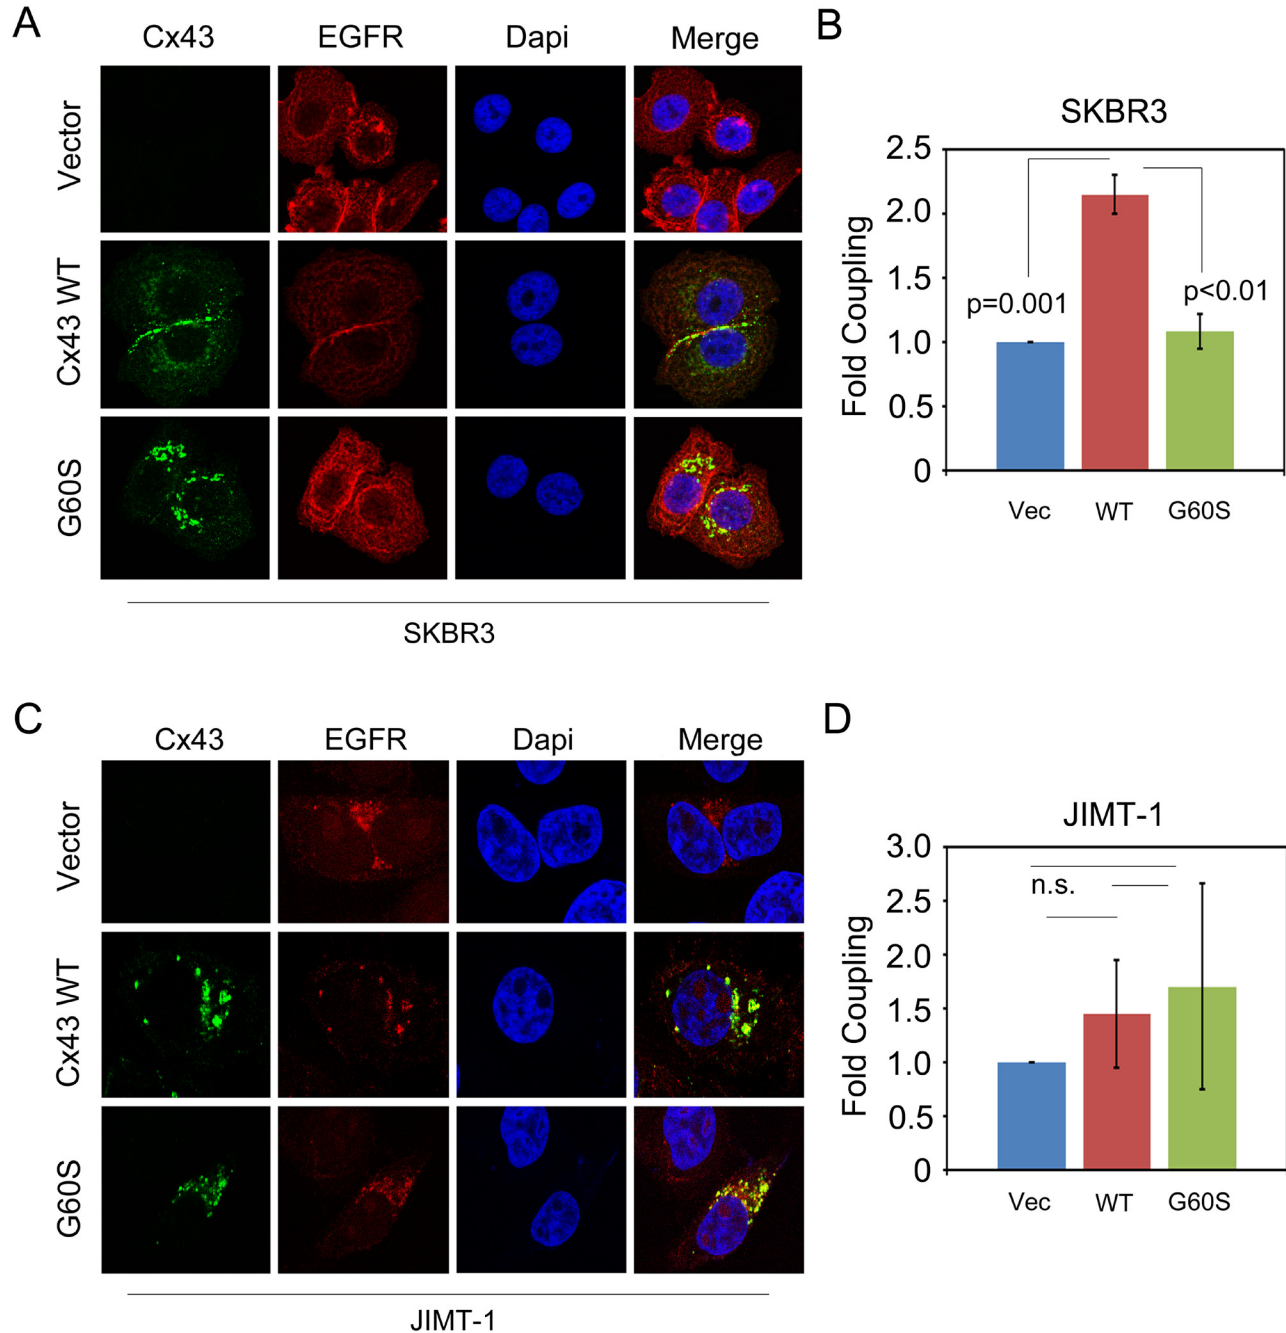 A
Cx43 EGFR Dapi Merge
Vector
Cx43 WT
G60S
SKBR3
B
SKBR3
Fold Coupling
2.5
2.0
1.5
1.0
0.5
0
p=0.001
p<0.01
Vec WT G60S
C
Cx43 EGFR Dapi Merge
Vector
Cx43 WT
G60S
JIMT-1
D
JIMT-1
Fold Coupling
3.0
2.5
2.0
1.5
1.0
0.5
0
n.s.
Vec WT G60S